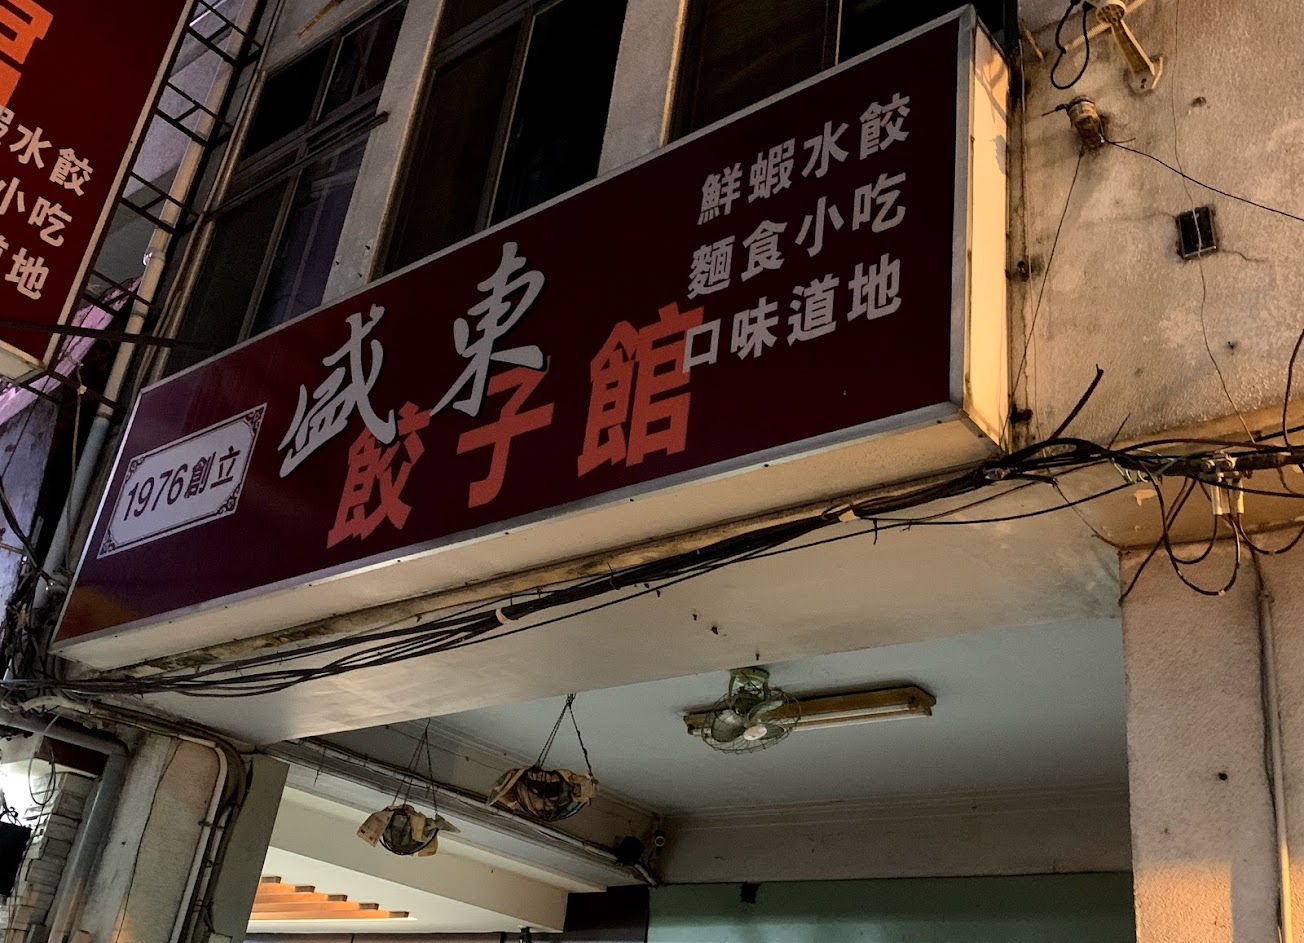 水餃
小吃
地
1976創立
盛東
餃子館
鮮蝦水餃
麵食小吃
口味道地